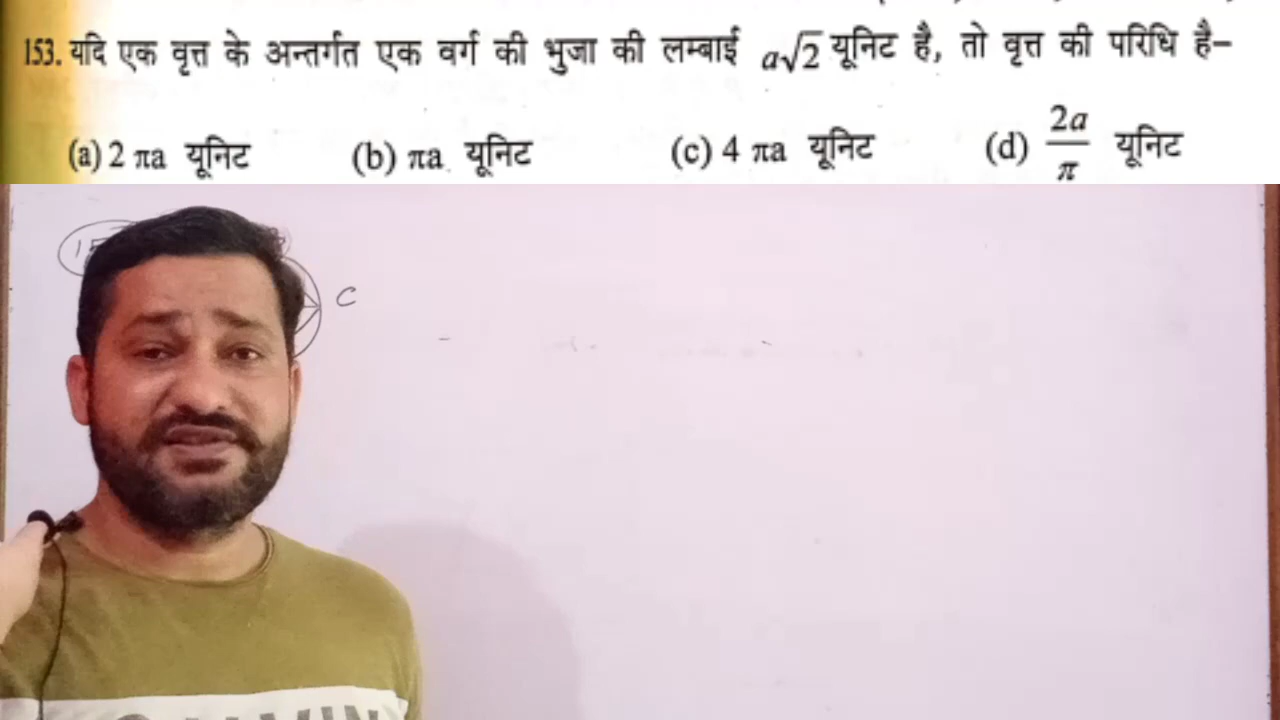 153. यदि एक वृत्त के अन्तर्गत एक वर्ग की भुजा की लम्बाई a√2 यूनिट है, तो वृत्त की परिधि है–
(a) 2 πa यूनिट (b) πa यूनिट (c) 4 πa यूनिट (d) 2a/π यूनिट
C